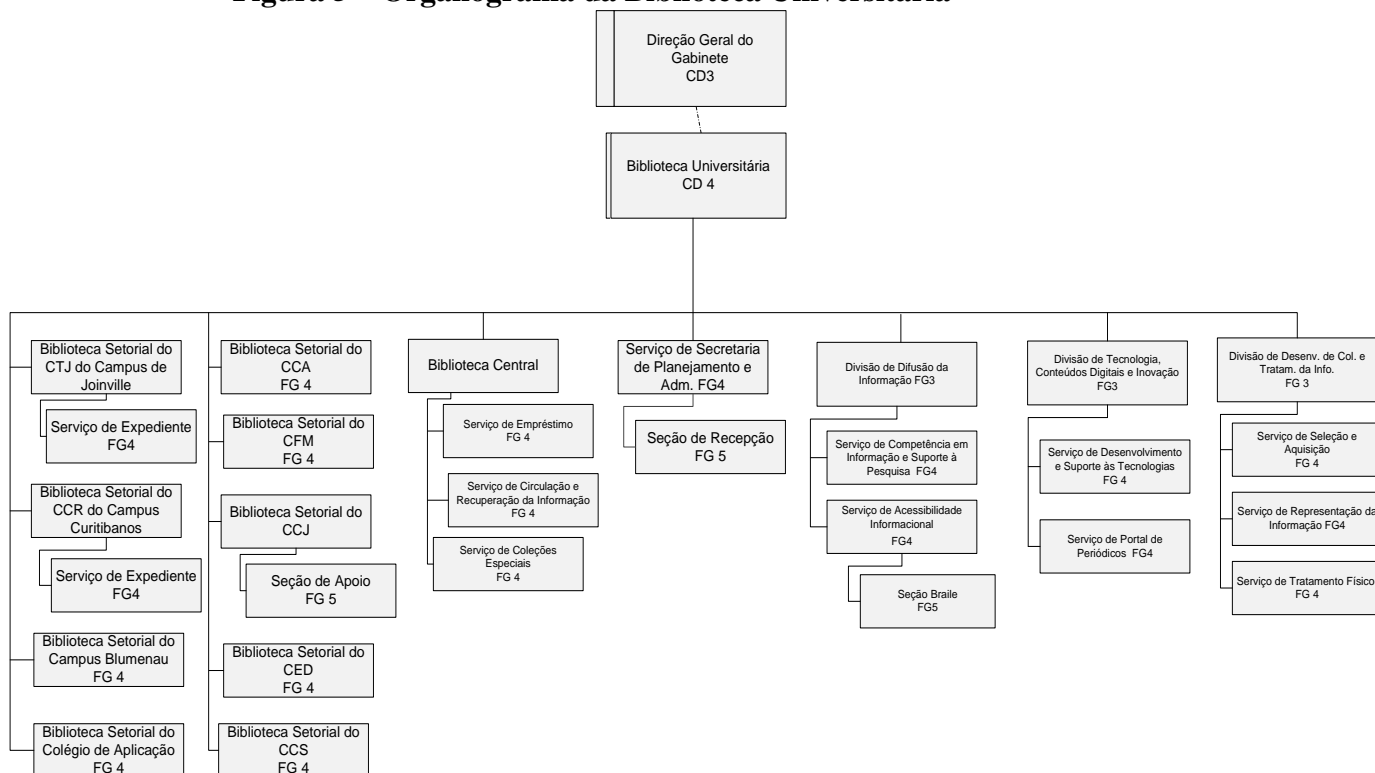 Organograma da Biblioteca Universitária
Direção Geral do
Gabinete
CD3
Biblioteca Universitária
CD 4
Biblioteca Setorial do
CTJ do Campus de
Joinville
Serviço de Expediente
FG4
Biblioteca Setorial do
CCR do Campus
Curitibanos
Serviço de Expediente
FG4
Biblioteca Setorial do
Campus Blumenau
FG 4
Biblioteca Setorial do
Colégio de Aplicação
FG 4
Biblioteca Setorial do
CCA
FG 4
Biblioteca Setorial do
CFM
FG 4
Biblioteca Setorial do
CCJ
Seção de Apoio
FG 5
Biblioteca Setorial do
CED
FG 4
Biblioteca Setorial do
CCS
FG 4
Biblioteca Central
Serviço de Empréstimo
FG 4
Serviço de Circulação e
Recuperação da Informação
FG 4
Serviço de Coleções
Especiais
FG 4
Serviço de Secretaria
de Planejamento e
Adm. FG4
Seção de Recepção
FG 5
Divisão de Difusão da
Informação FG3
Serviço de Competência em
Informação e Suporte à
Pesquisa FG4
Serviço de Acessibilidade
Informacional
FG4
Seção Braile
FG5
Divisão de Tecnologia,
Conteúdos Digitais e Inovação
FG3
Serviço de Desenvolvimento
e Suporte às Tecnologias
FG 4
Serviço de Portal de
Periódicos FG4
Divisão de Desenv. de Col. e
Tratam. da Info.
FG 3
Serviço de Seleção e
Aquisição
FG 4
Serviço de Representação da
Informação FG4
Serviço de Tratamento Físico
FG 4